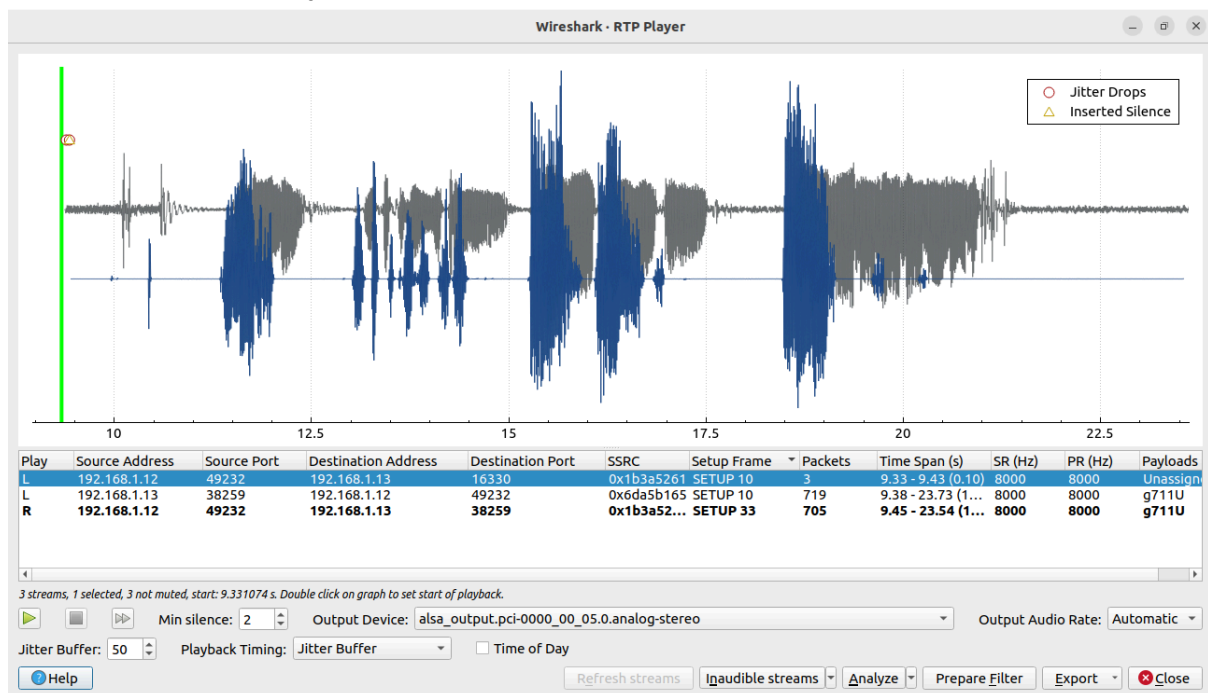 Wireshark · RTP Player
Jitter Drops
Inserted Silence
10 12.5 15 17.5 20 22.5
Play Source Address Source Port Destination Address Destination Port SSRC Setup Frame Packets Time Span (s) SR (Hz) PR (Hz) Payloads
L 192.168.1.12 49232 192.168.1.13 16330 0x1b3a5261 SETUP 10 3 9.33 - 9.43 (0.10) 8000 8000 Unassign
L 192.168.1.13 38259 192.168.1.12 49232 0x6da5b165 SETUP 10 719 9.38 - 23.73 (1... 8000 8000 g711U
R 192.168.1.12 49232 192.168.1.13 38259 0x1b3a52... SETUP 33 705 9.45 - 23.54 (1... 8000 8000 g711U
3 streams, 1 selected, 3 not muted, start: 9.331074 s. Double click on graph to set start of playback.
Min silence: 2 Output Device: alsa_output.pci-0000_00_05.0.analog-stereo Output Audio Rate: Automatic
Jitter Buffer: 50 Playback Timing: Jitter Buffer Time of Day
Help Refresh streams Inaudible streams Analyze Prepare Filter Export Close